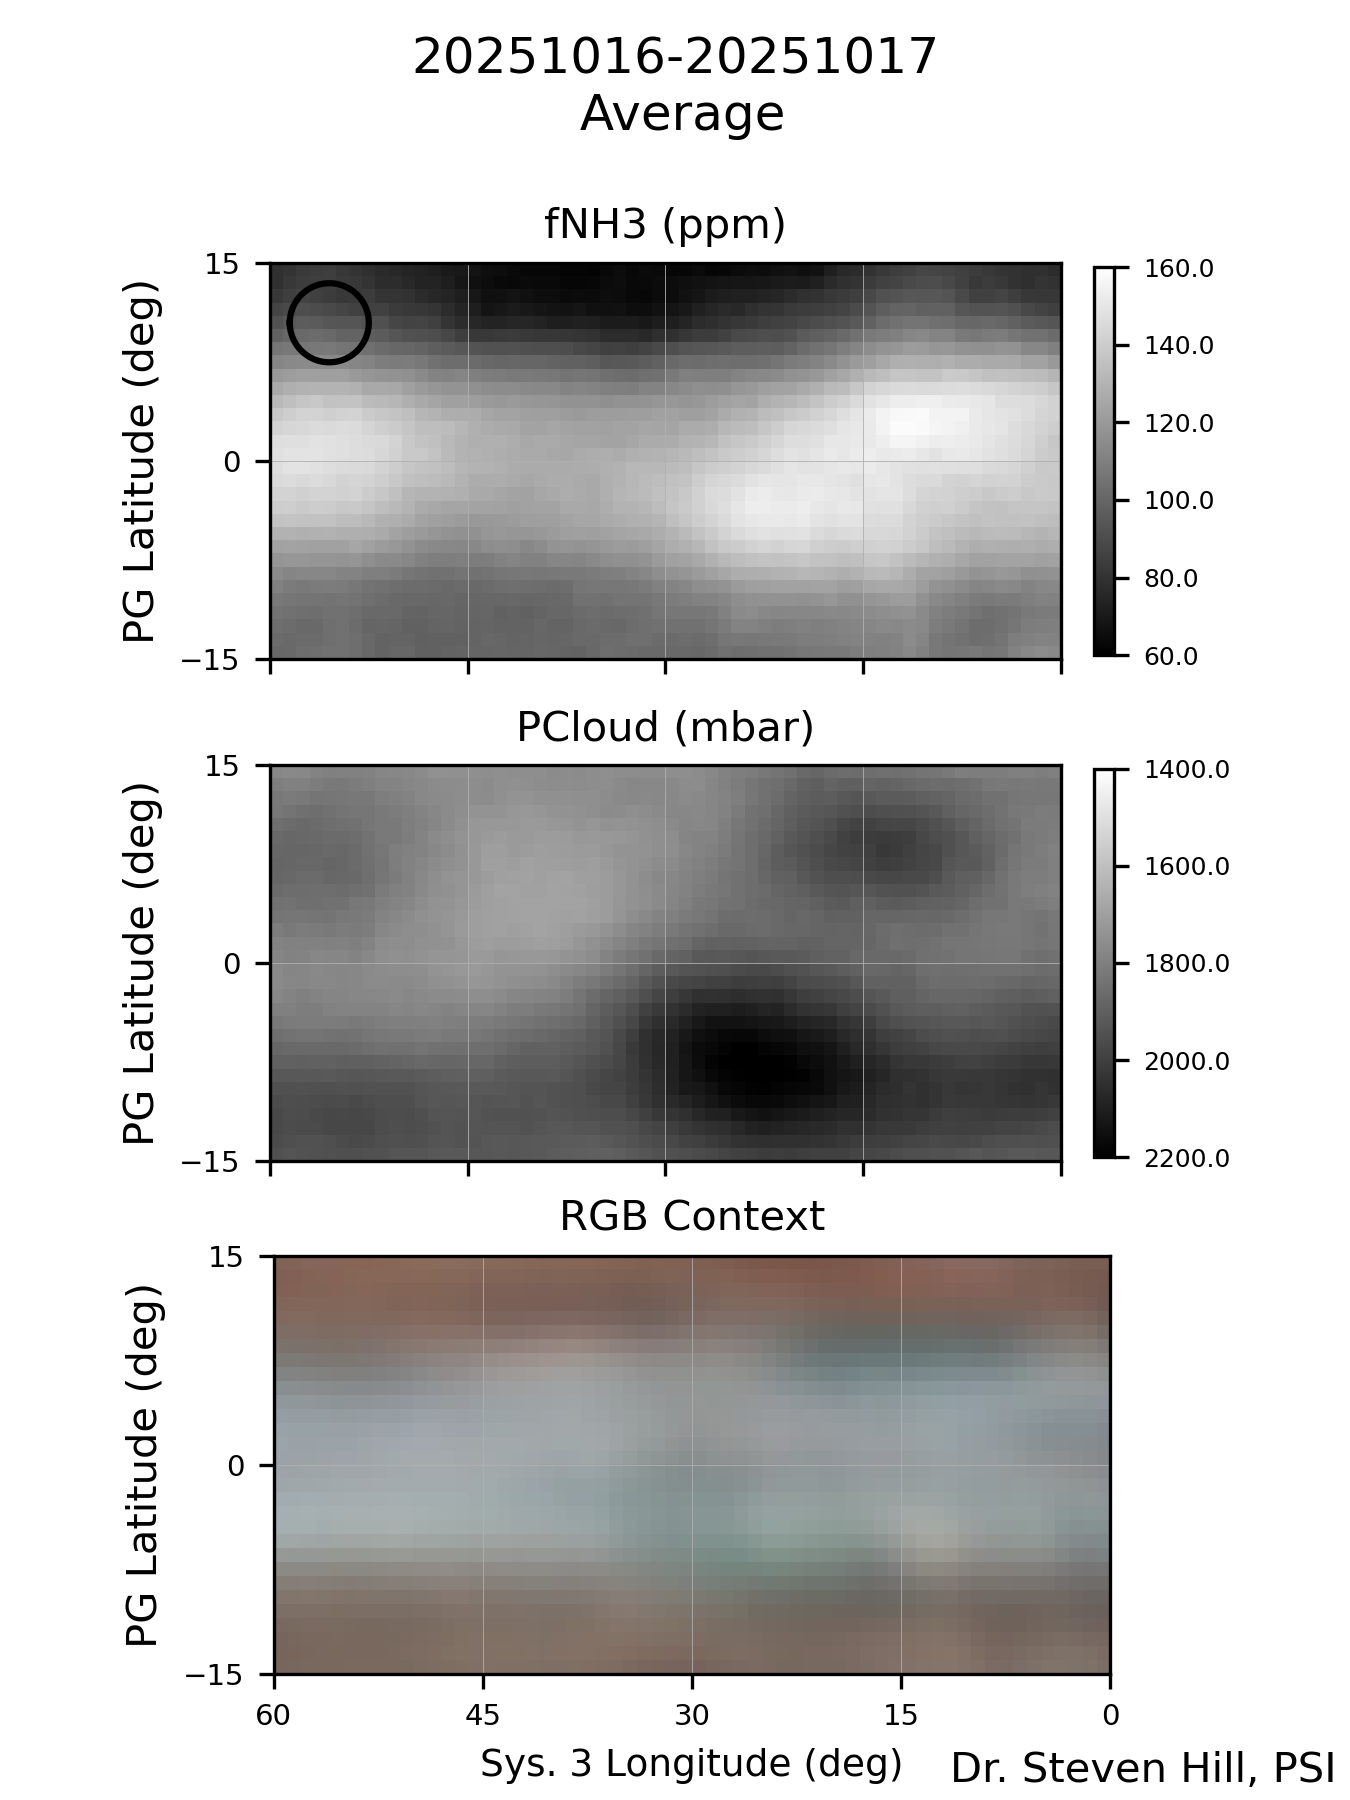 20251016-20251017
Average
fNH3 (ppm)
PG Latitude (deg)
15
0
−15
160.0
140.0
120.0
100.0
80.0
60.0
PCloud (mbar)
PG Latitude (deg)
15
0
−15
1400.0
1600.0
1800.0
2000.0
2200.0
RGB Context
PG Latitude (deg)
15
0
−15
60 45 30 15 0
Sys. 3 Longitude (deg)
Dr. Steven Hill, PSI